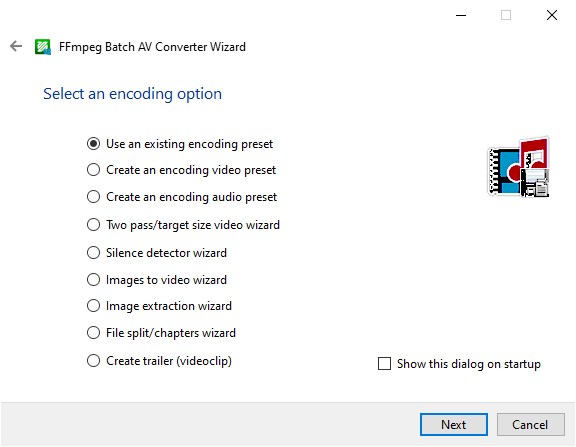 FFmpeg Batch AV Converter Wizard
Select an encoding option
Use an existing encoding preset
Create an encoding video preset
Create an encoding audio preset
Two pass/target size video wizard
Silence detector wizard
Images to video wizard
Image extraction wizard
File split/chapters wizard
Create trailer (videoclip)
Show this dialog on startup
Next
Cancel